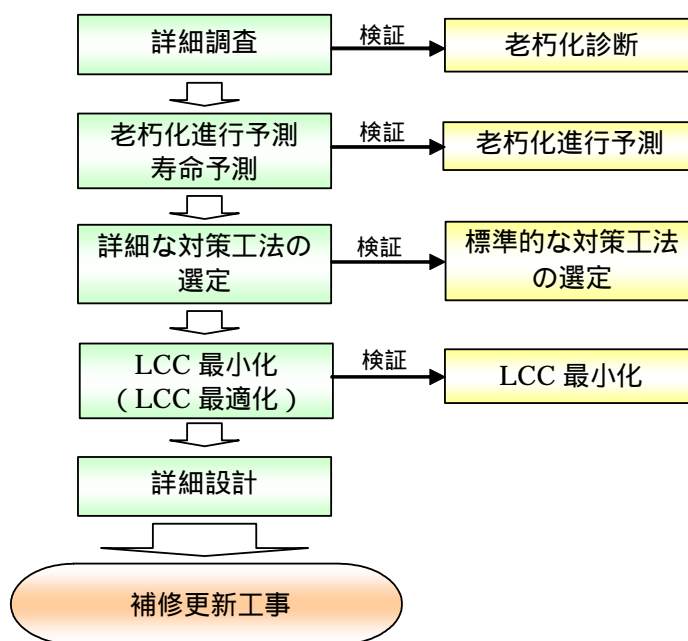 詳細調査
検証
老朽化診断
老朽化進行予測
寿命予測
検証
老朽化進行予測
詳細な対策工法の
選定
検証
標準的な対策工法
の選定
LCC 最小化
（LCC 最適化）
検証
LCC 最小化
詳細設計
補修更新工事